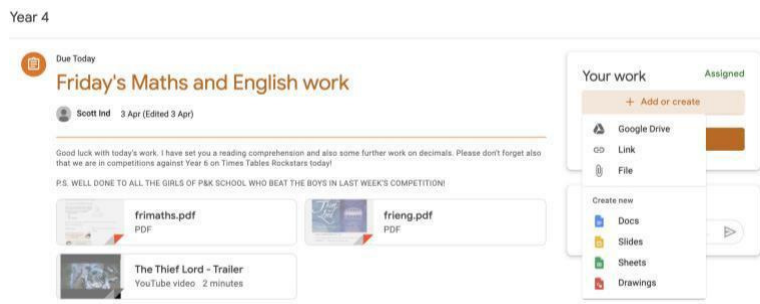 Year 4
Due Today
Friday's Maths and English work
Scott Ind 3 Apr (Edited 3 Apr)
Good luck with today's work. I have set you a reading comprehension and also some further work on decimals. Please don't forget also
that we are in competitions against Year 6 on Times Tables Rockstars today!
P.S. WELL DONE TO ALL THE GIRLS OF P&K SCHOOL WHO BEAT THE BOYS IN LAST WEEK'S COMPETITION!
frimaths.pdf
PDF
frieng.pdf
PDF
The Thief Lord - Trailer
YouTube video 2 minutes
Your work Assigned
+ Add or create
Google Drive
Link
File
Create new
Docs
Slides
Sheets
Drawings